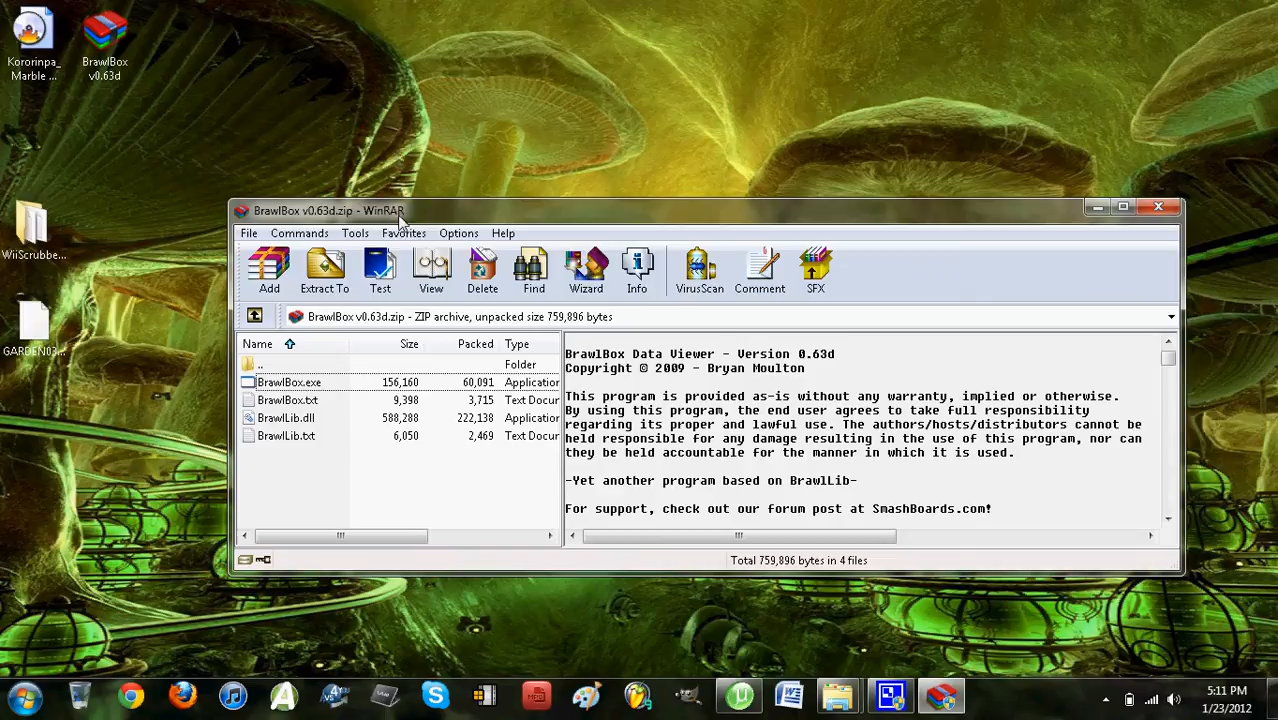 Kororinpa_
Marble ...
BrawlBox
v0.63d
WiiScrubbe...
GARDEN03...
BrawlBox v0.63d.zip - WinRAR
File Commands Tools Favorites Options Help
Add Extract To Test View Delete Find Wizard Info VirusScan Comment SFX
BrawlBox v0.63d.zip - ZIP archive, unpacked size 759,896 bytes
Name Size Packed Type
.. Folder
BrawlBox.exe 156,160 60,091 Applicatior
BrawlBox.txt 9,398 3,715 Text Docur
BrawlLib.dll 588,288 222,138 Applicatior
BrawlLib.txt 6,050 2,469 Text Docur
BrawlBox Data Viewer - Version 0.63d
Copyright © 2009 - Bryan Moulton
This program is provided as-is without any warranty, implied or otherwise.
By using this program, the end user agrees to take full responsibility
regarding its proper and lawful use. The authors/hosts/distributors cannot be
held responsible for any damage resulting in the use of this program, nor can
they be held accountable for the manner in which it is used.
-Yet another program based on BrawlLib-
For support, check out our forum post at SmashBoards.com!
Total 759,896 bytes in 4 files
5:11 PM
1/23/2012